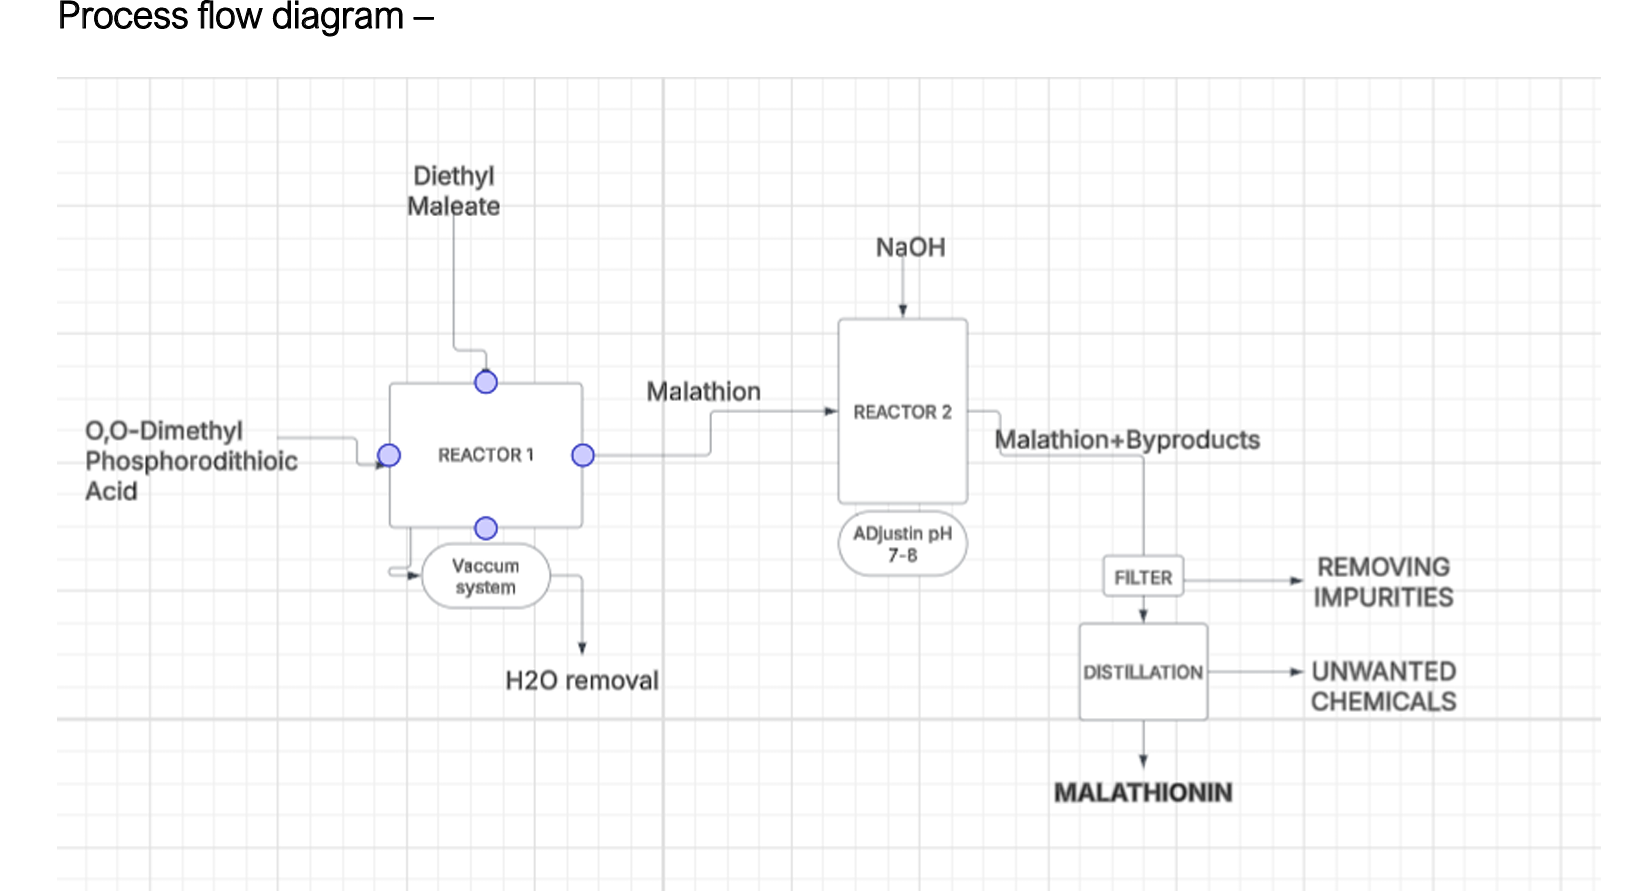 Process flow diagram –
Diethyl
Maleate
NaOH
Malathion
REACTOR 2
O,O-Dimethyl
Phosphorodithioic
Acid
REACTOR 1
Malathion+Byproducts
ADjustin pH
7-8
Vaccum
system
FILTER
REMOVING
IMPURITIES
H2O removal
DISTILLATION
UNWANTED
CHEMICALS
MALATHIONIN